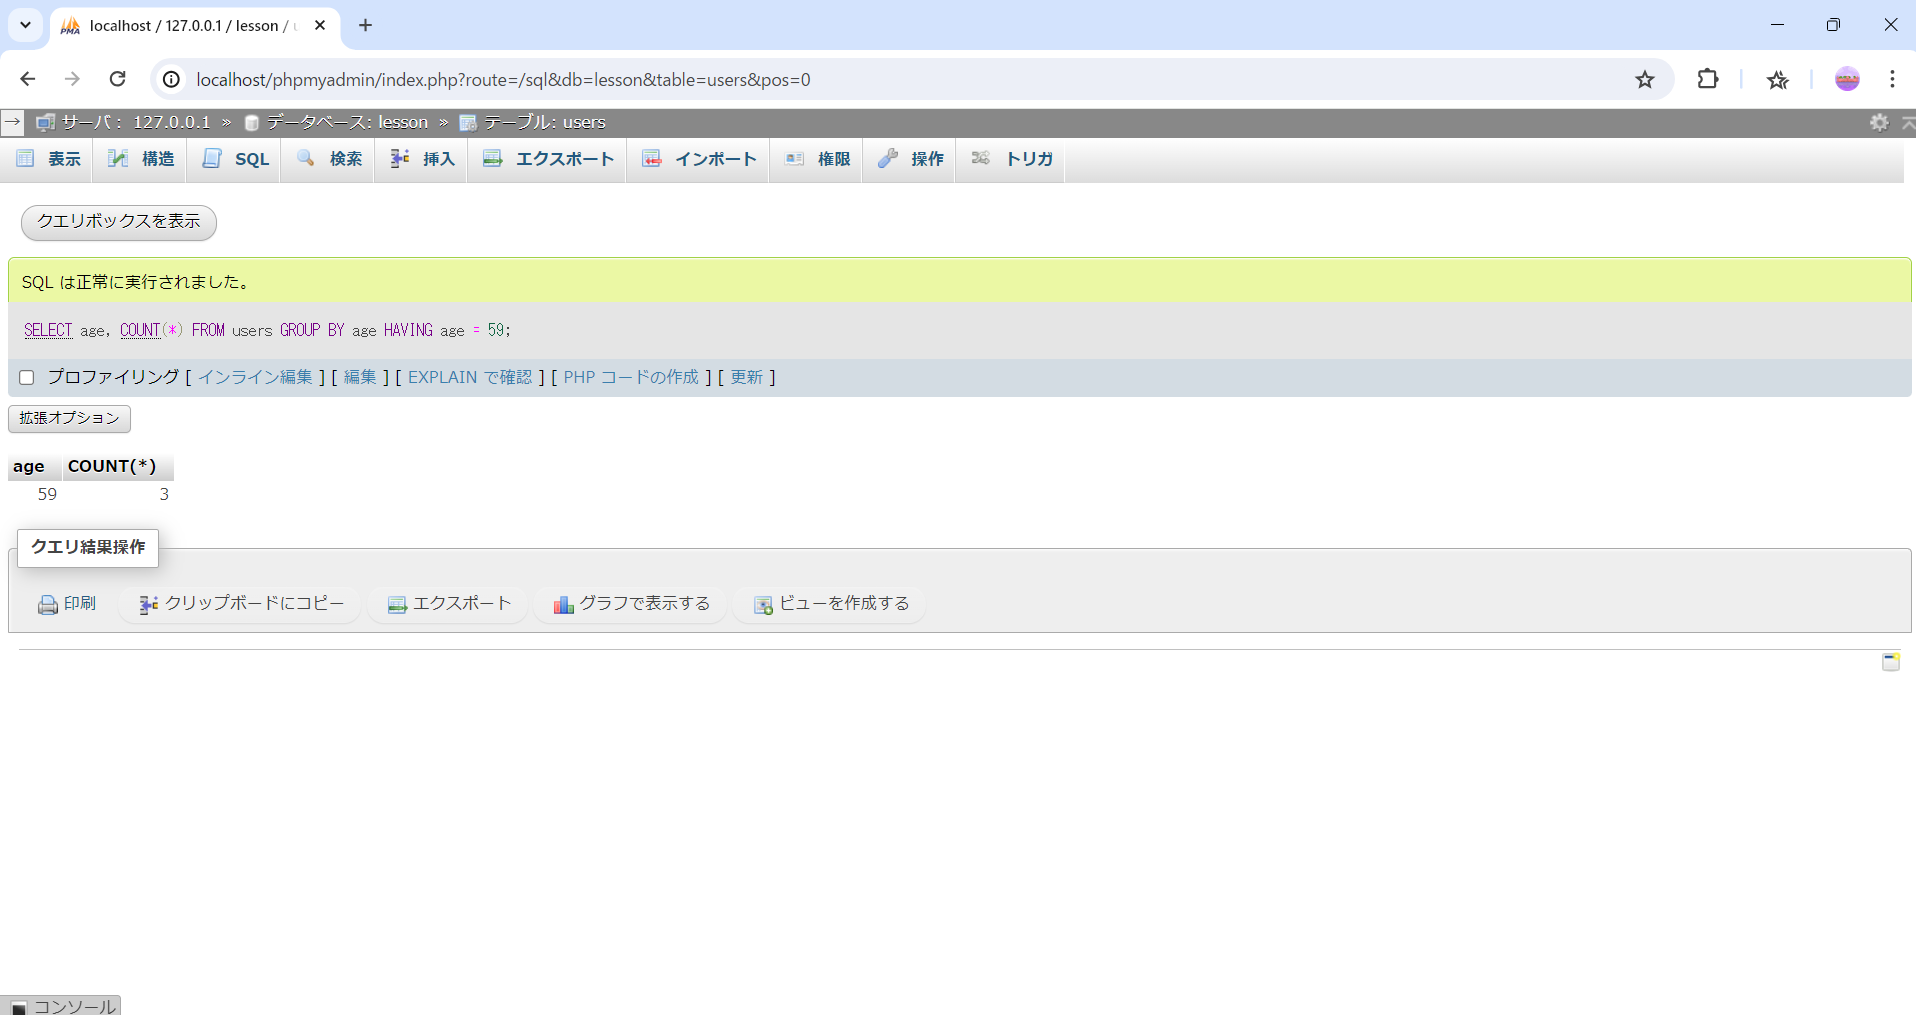 localhost / 127.0.0.1 / lesson /
localhost/phpmyadmin/index.php?route=/sql&db=lesson&table=users&pos=0
サーバ: 127.0.0.1 » データベース: lesson » テーブル: users
表示 構造 SQL 検索 挿入 エクスポート インポート 権限 操作 トリガ
クエリボックスを表示
SQL は正常に実行されました。
SELECT age, COUNT(*) FROM users GROUP BY age HAVING age = 59;
プロファイリング [ インライン編集 ] [ 編集 ] [ EXPLAIN で確認 ] [ PHP コードの作成 ] [ 更新 ]
拡張オプション
age COUNT(*)
59 3
クエリ結果操作
印刷 クリップボードにコピー エクスポート グラフで表示する ビューを作成する
コンソール